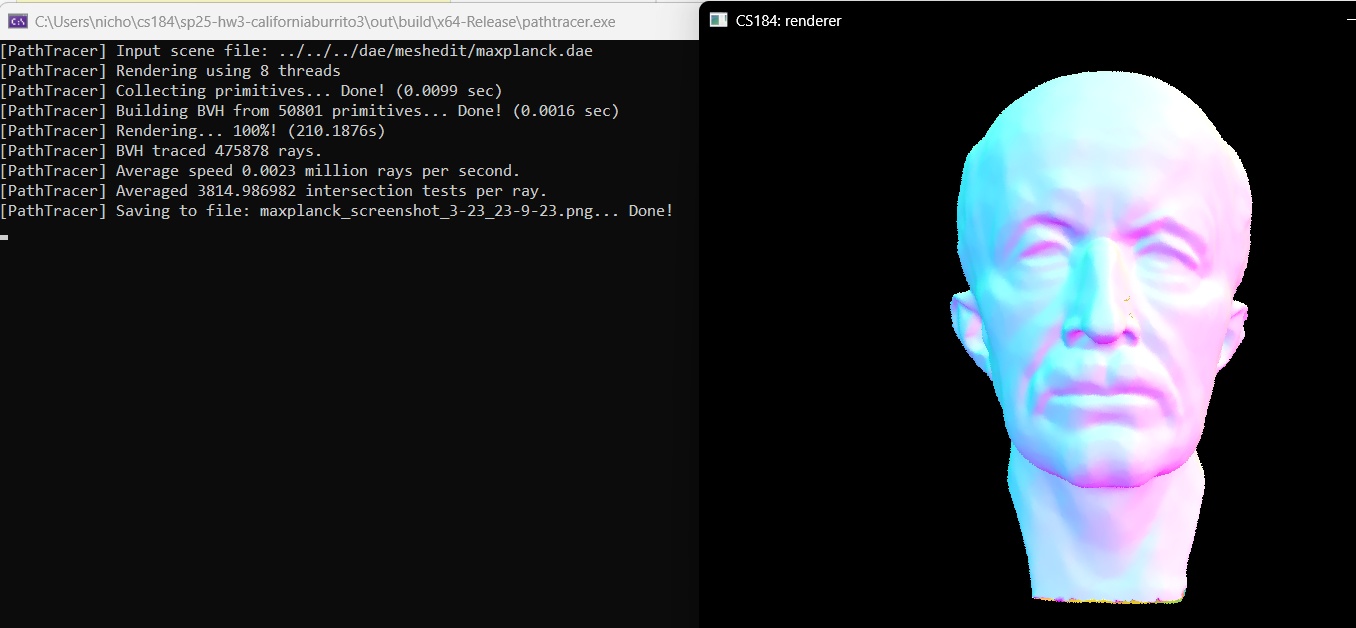 C:\Users\nicho\cs184\sp25-hw3-californiaburrito3\out\build\x64-Release\pathtracer.exe
CS184: renderer
[PathTracer] Input scene file: ../../../dae/meshedit/maxplanck.dae
[PathTracer] Rendering using 8 threads
[PathTracer] Collecting primitives... Done! (0.0099 sec)
[PathTracer] Building BVH from 50801 primitives... Done! (0.0016 sec)
[PathTracer] Rendering... 100%! (210.1876s)
[PathTracer] BVH traced 475878 rays.
[PathTracer] Average speed 0.0023 million rays per second.
[PathTracer] Averaged 3814.986982 intersection tests per ray.
[PathTracer] Saving to file: maxplanck_screenshot_3-23_23-9-23.png... Done!